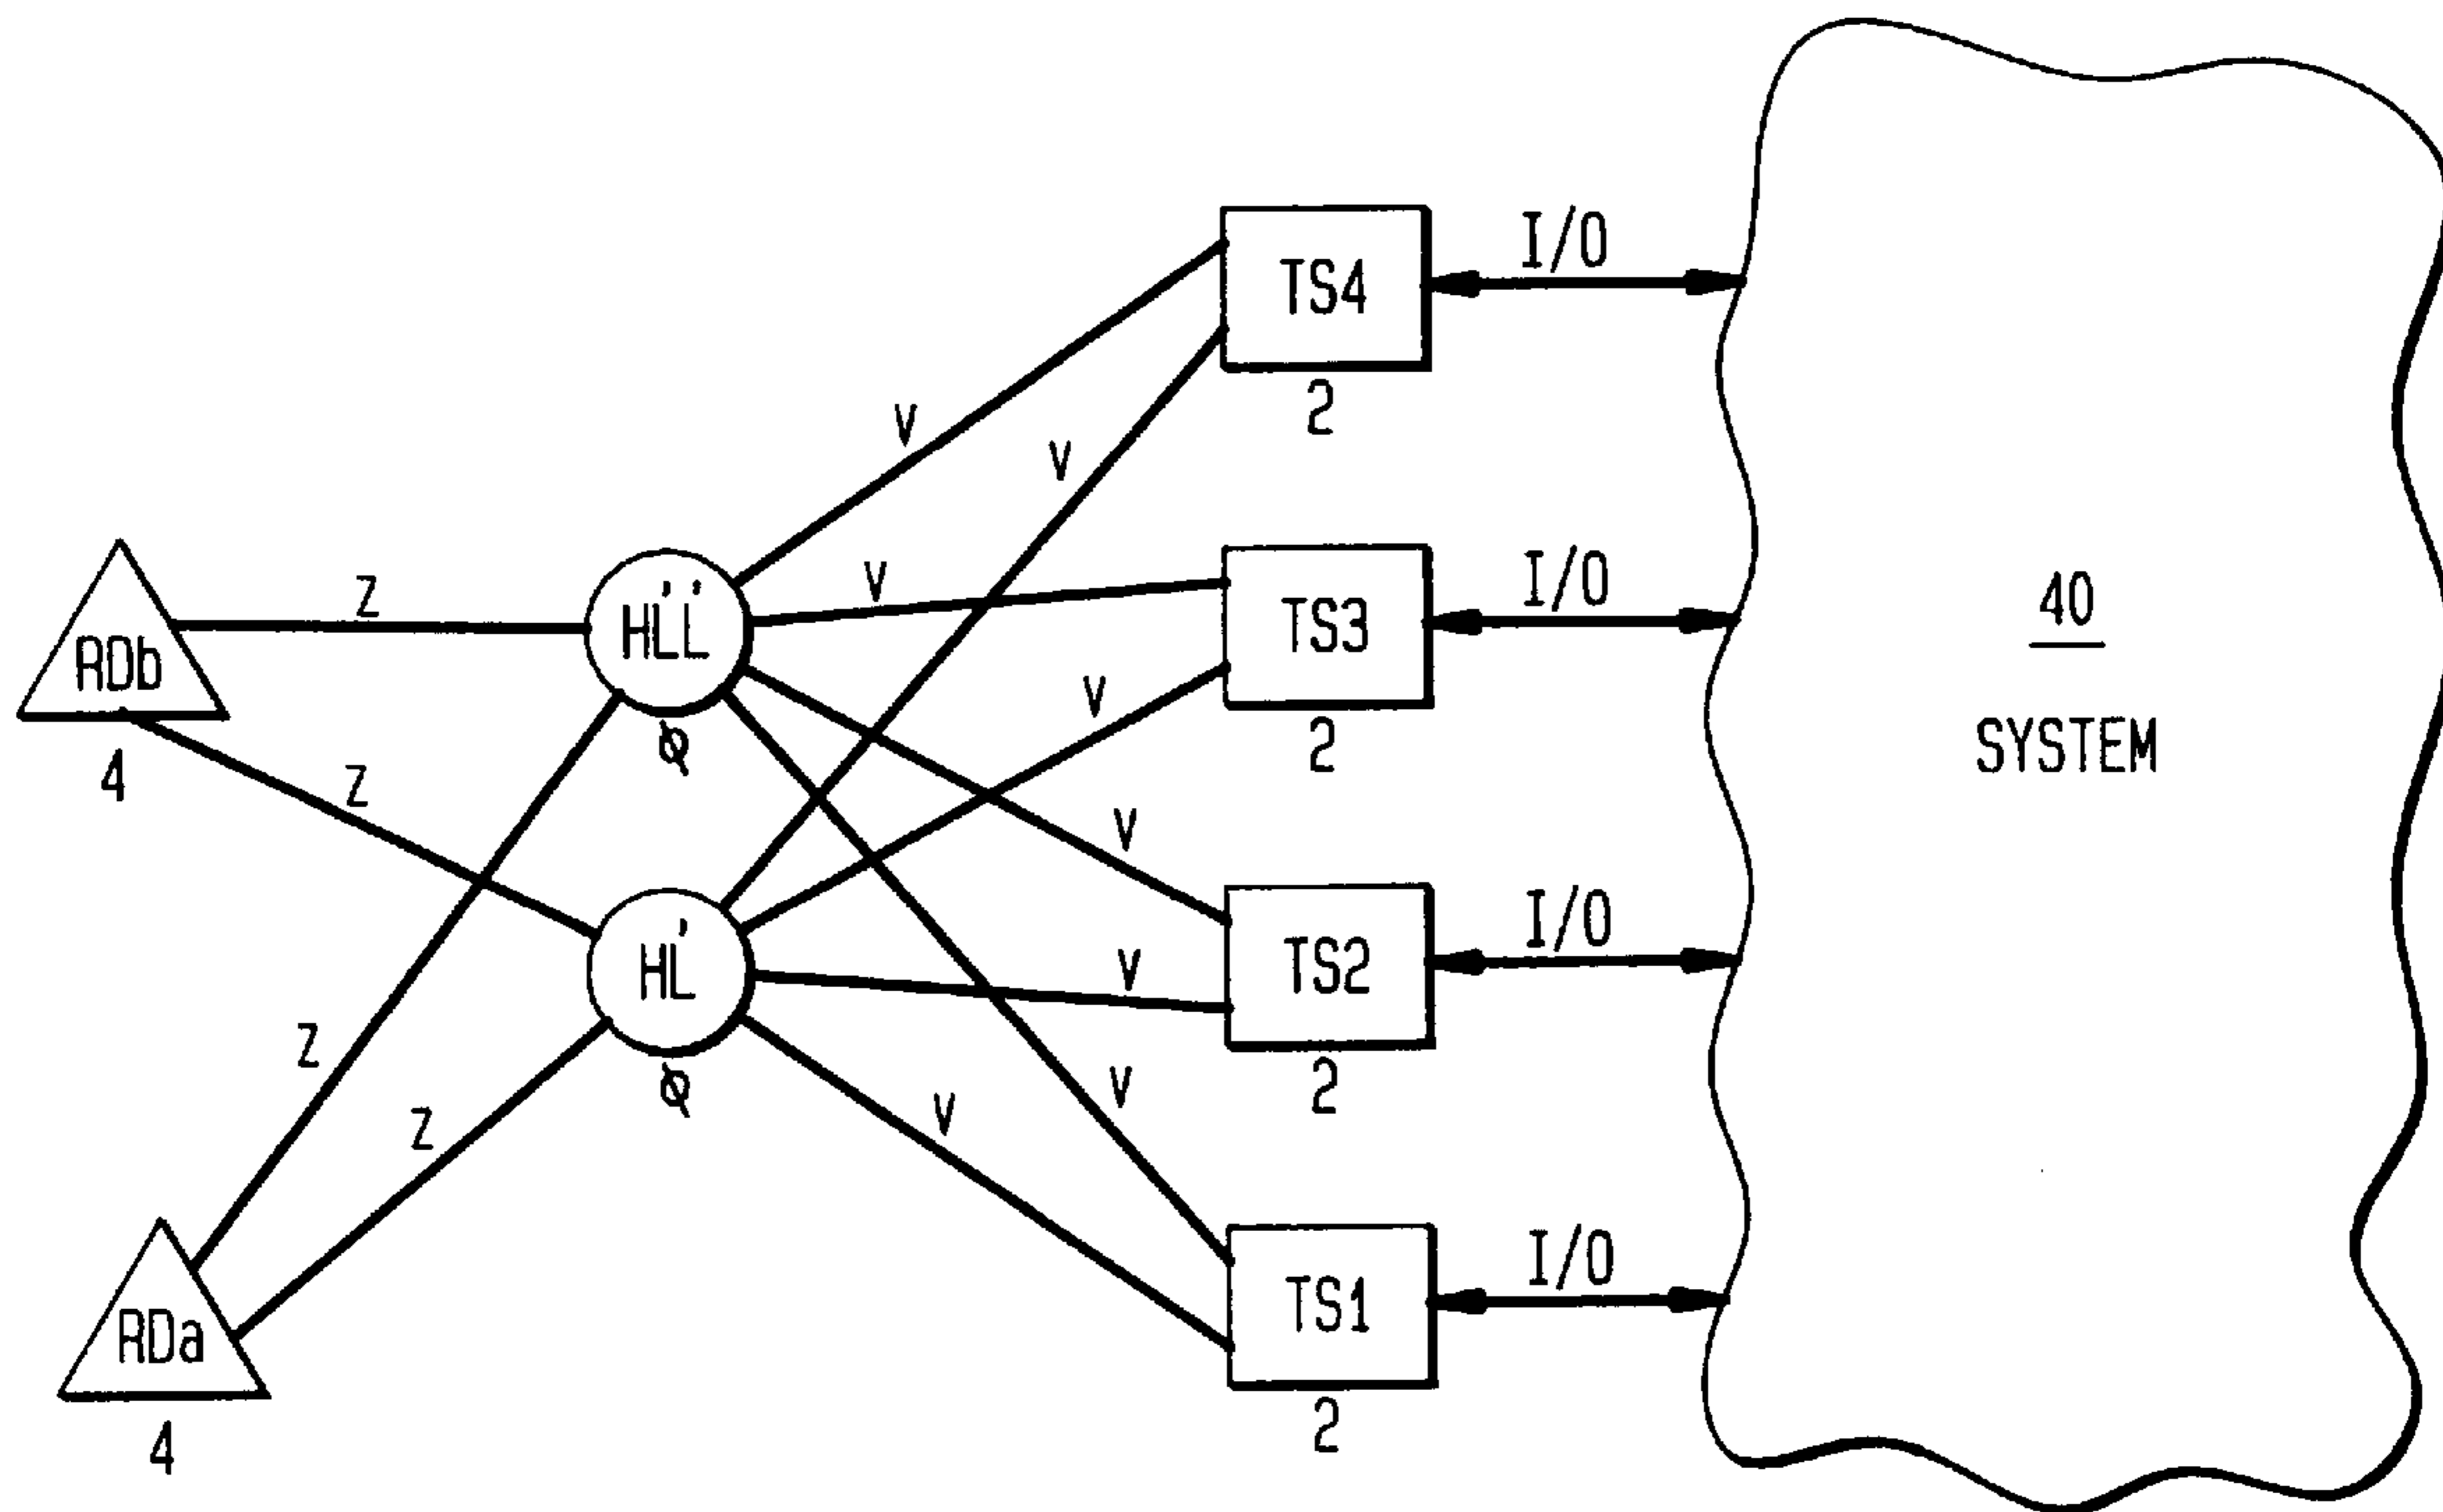 I/O
TS4
2
V
V
I/O
Z
V
HL'L'
TS3
40
RDb
V
2
SYSTEM
4
Z
V
I/O
HL'
V
TS2
Z
2
Z
V
V
I/O
TS1
RDa
2
4